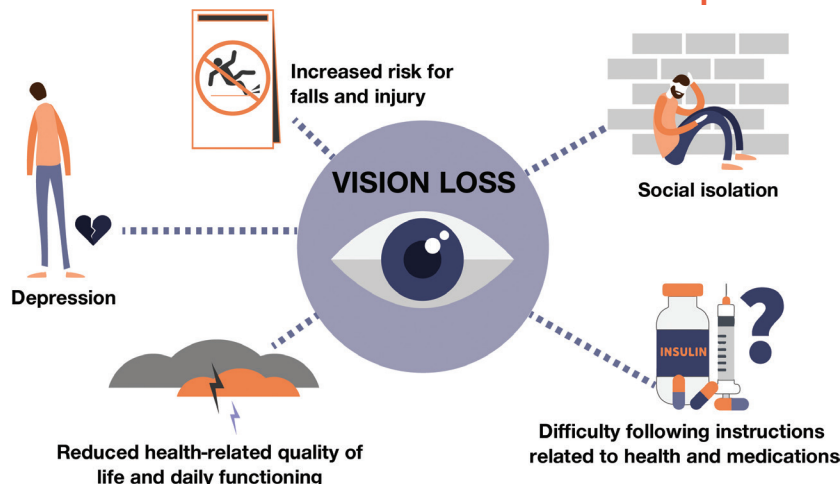 Increased risk for
falls and injury
VISION LOSS
Social isolation
Depression
INSULIN
?
Reduced health-related quality of
life and daily functioning
Difficulty following instructions
related to health and medications